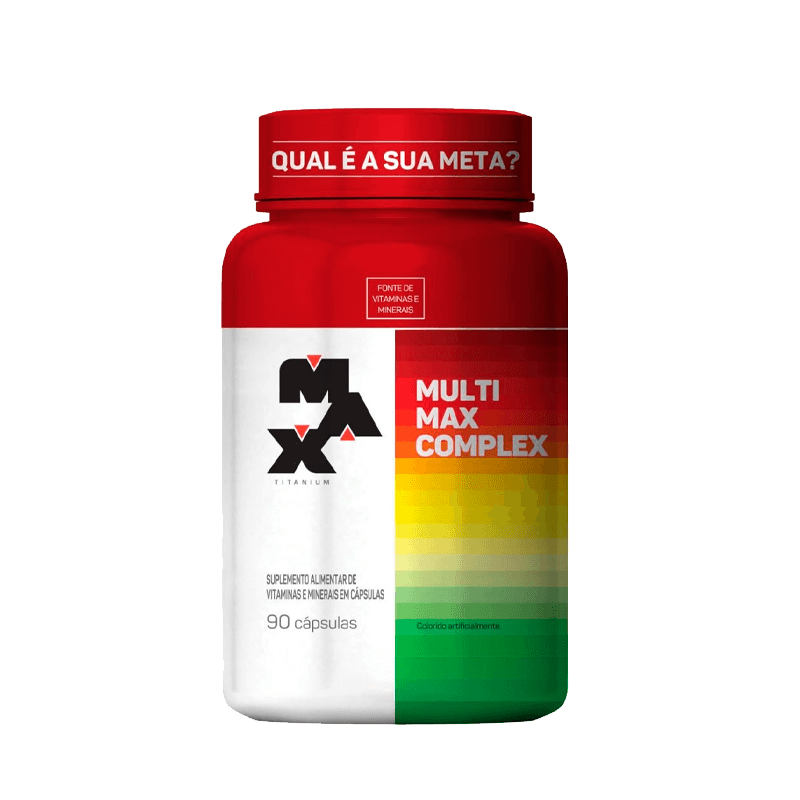 QUAL É A SUA META?
FONTE DE
VITAMINAS E
MINERAIS
MAX
TITANIUM
MULTI
MAX
COMPLEX
SUPLEMENTO ALIMENTAR DE
VITAMINAS E MINERAIS EM CÁPSULAS
90 cápsulas
Colorido artificialmente